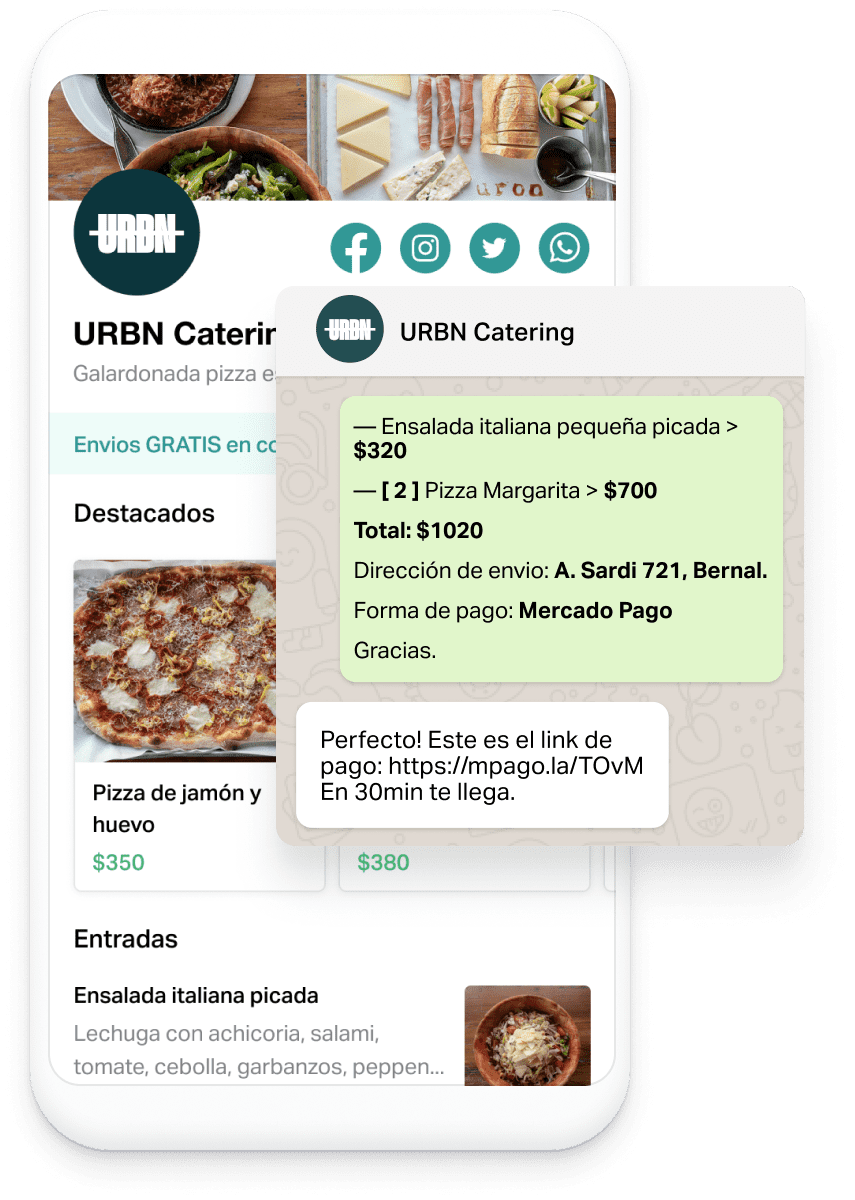 uron
URBN
URBN Caterin
Galardonada pizza e
Envios GRATIS en co
Destacados
URBN
URBN Catering
— Ensalada italiana pequeña picada >
$320
— [ 2 ] Pizza Margarita > $700
Total: $1020
Dirección de envio: A. Sardi 721, Bernal.
Forma de pago: Mercado Pago
Gracias.
Perfecto! Este es el link de
pago: https://mpago.la/TOvM
En 30min te llega.
Pizza de jamón y
huevo
$350
$380
Entradas
Ensalada italiana picada
Lechuga con achicoria, salami,
tomate, cebolla, garbanzos, peppen...